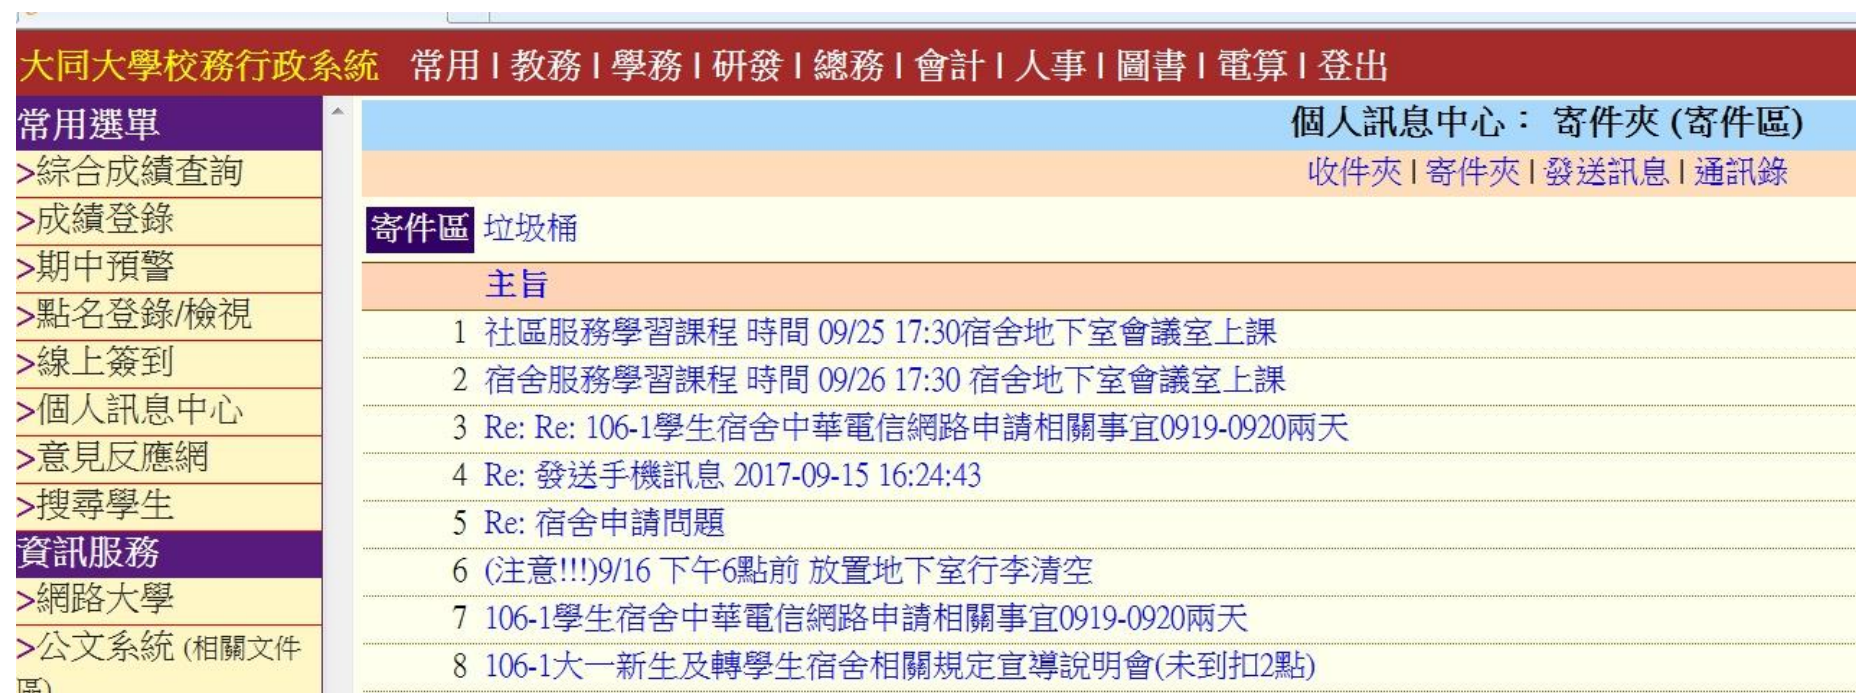 大同大學校務行政系統 常用 | 教務 | 學務 | 研發 | 總務 | 會計 | 人事 | 圖書 | 電算 | 登出
常用選單
>綜合成績查詢
>成績登錄
>期中預警
>點名登錄/檢視
>線上簽到
>個人訊息中心
>意見反應網
>搜尋學生
資訊服務
>網路大學
>公文系統 (相關文件
區)
個人訊息中心： 寄件夾 (寄件區)
收件夾 | 寄件夾 | 發送訊息 | 通訊錄
寄件區 垃圾桶
主旨
1 社區服務學習課程 時間 09/25 17:30宿舍地下室會議室上課
2 宿舍服務學習課程 時間 09/26 17:30 宿舍地下室會議室上課
3 Re: Re: 106-1學生宿舍中華電信網路申請相關事宜0919-0920兩天
4 Re: 發送手機訊息 2017-09-15 16:24:43
5 Re: 宿舍申請問題
6 (注意!!!)9/16 下午6點前 放置地下室行李清空
7 106-1學生宿舍中華電信網路申請相關事宜0919-0920兩天
8 106-1大一新生及轉學生宿舍相關規定宣導說明會(未到扣2點)